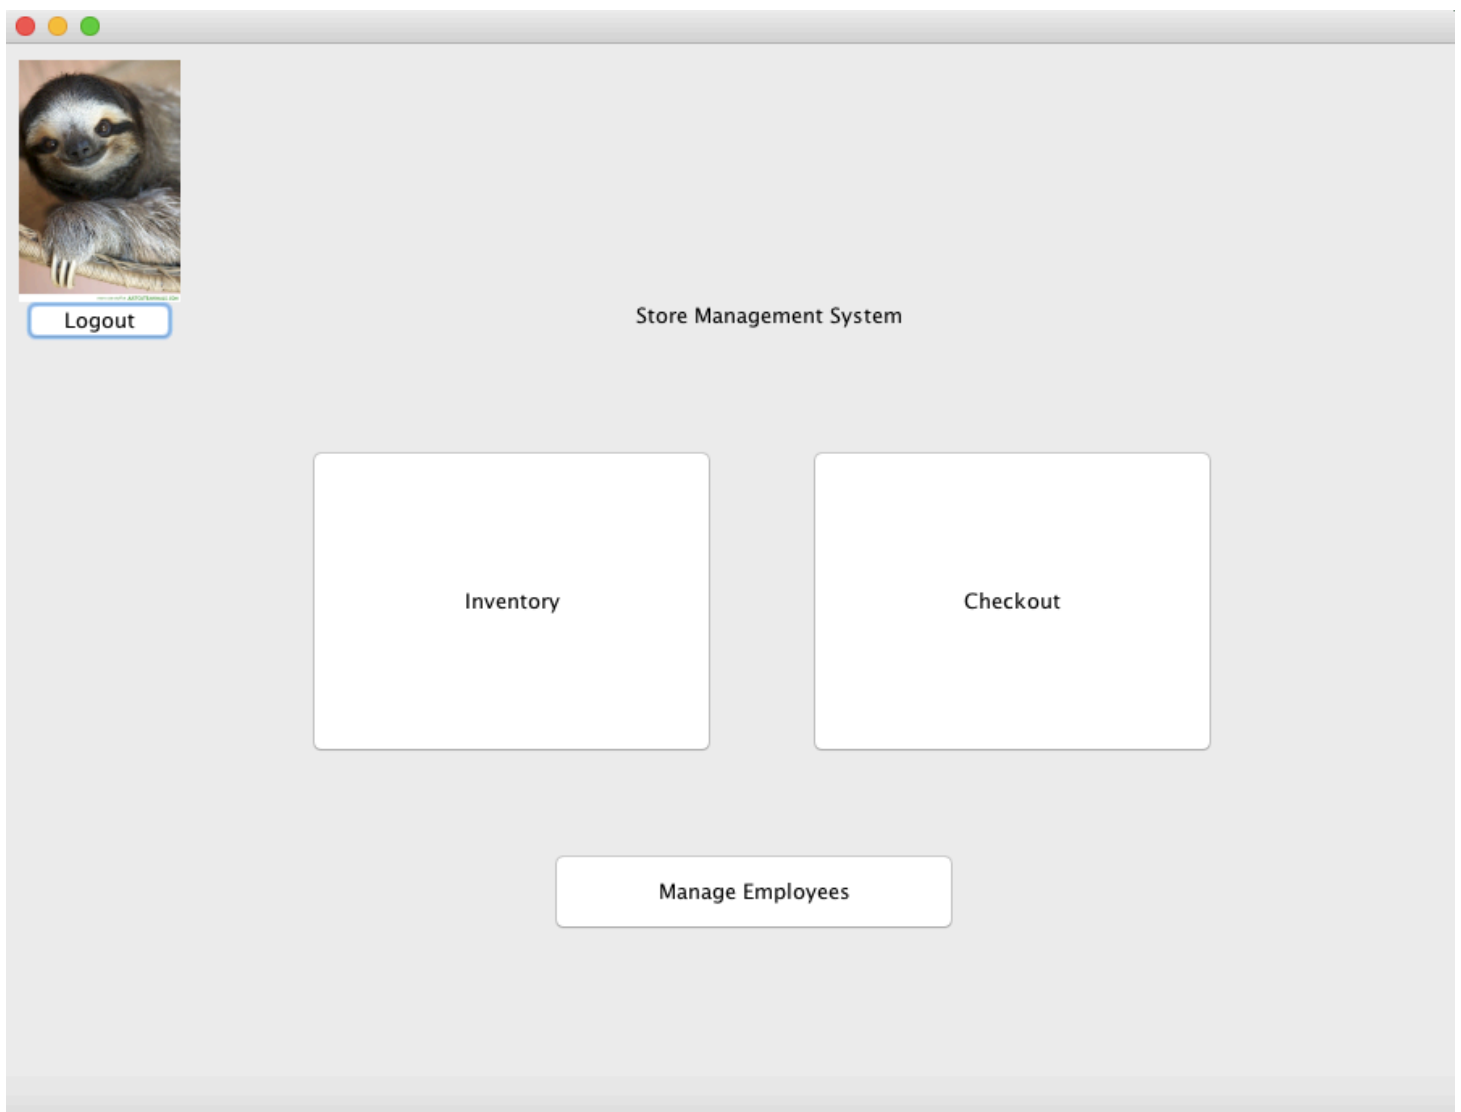 Logout
Store Management System
Inventory
Checkout
Manage Employees